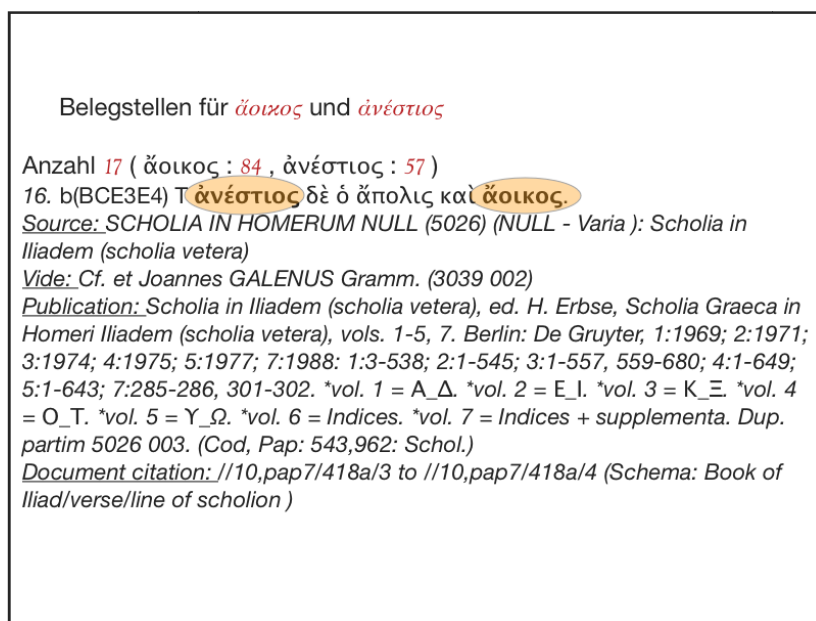 Belegstellen für ἄοικος und ἀνέστιος
Anzahl 17 ( ἄοικος : 84 , ἀνέστιος : 57 )
16. b(BCE3E4) T ἀνέστιος δὲ ὁ ἄπολις καὶ ἄοικος.
Source: SCHOLIA IN HOMERUM NULL (5026) (NULL - Varia ): Scholia in
Iliadem (scholia vetera)
Vide: Cf. et Joannes GALENUS Gramm. (3039 002)
Publication: Scholia in Iliadem (scholia vetera), ed. H. Erbse, Scholia Graeca in
Homeri Iliadem (scholia vetera), vols. 1-5, 7. Berlin: De Gruyter, 1:1969; 2:1971;
3:1974; 4:1975; 5:1977; 7:1988: 1:3-538; 2:1-545; 3:1-557, 559-680; 4:1-649;
5:1-643; 7:285-286, 301-302. *vol. 1 = Α_Δ. *vol. 2 = Ε_Ι. *vol. 3 = Κ_Ξ. *vol. 4
= Ο_Τ. *vol. 5 = Υ_Ω. *vol. 6 = Indices. *vol. 7 = Indices + supplementa. Dup.
partim 5026 003. (Cod, Pap: 543,962: Schol.)
Document citation: //10,pap7/418a/3 to //10,pap7/418a/4 (Schema: Book of
Iliad/verse/line of scholion )